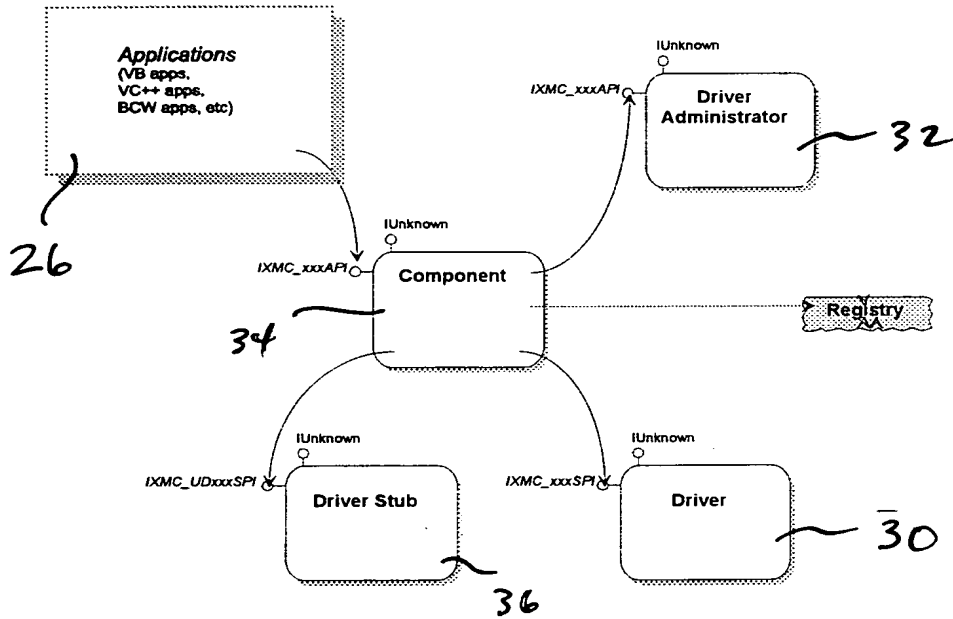 Applications
(VB apps,
VC++ apps,
BCW apps, etc)
26
IUnknown
IXMC_xxxAPI
Driver
Administrator
32
IUnknown
IXMC_xxxAPI
Component
34
Registry
IUnknown
IXMC_UDxxxSPI
Driver Stub
36
IUnknown
IXMC_xxxSPI
Driver
30